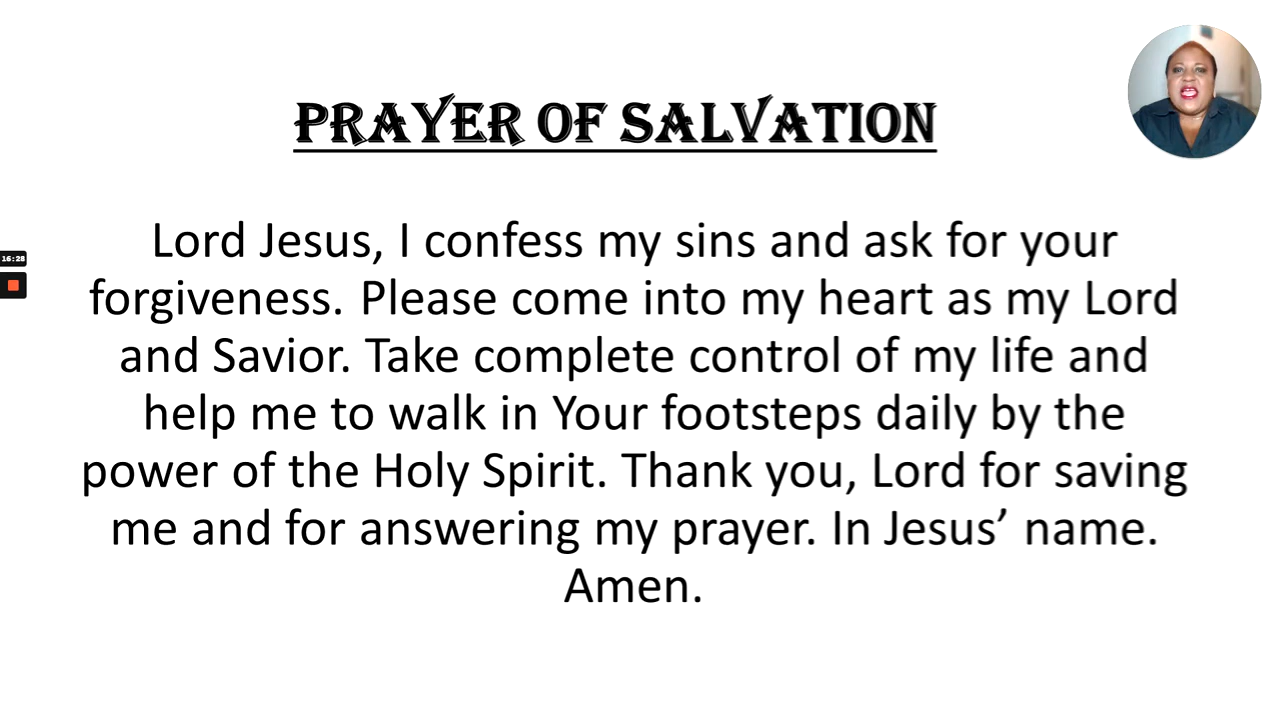 PRAYER OF SALVATION
Lord Jesus, I confess my sins and ask for your
forgiveness. Please come into my heart as my Lord
and Savior. Take complete control of my life and
help me to walk in Your footsteps daily by the
power of the Holy Spirit. Thank you, Lord for saving
me and for answering my prayer. In Jesus’ name.
Amen.
16:28